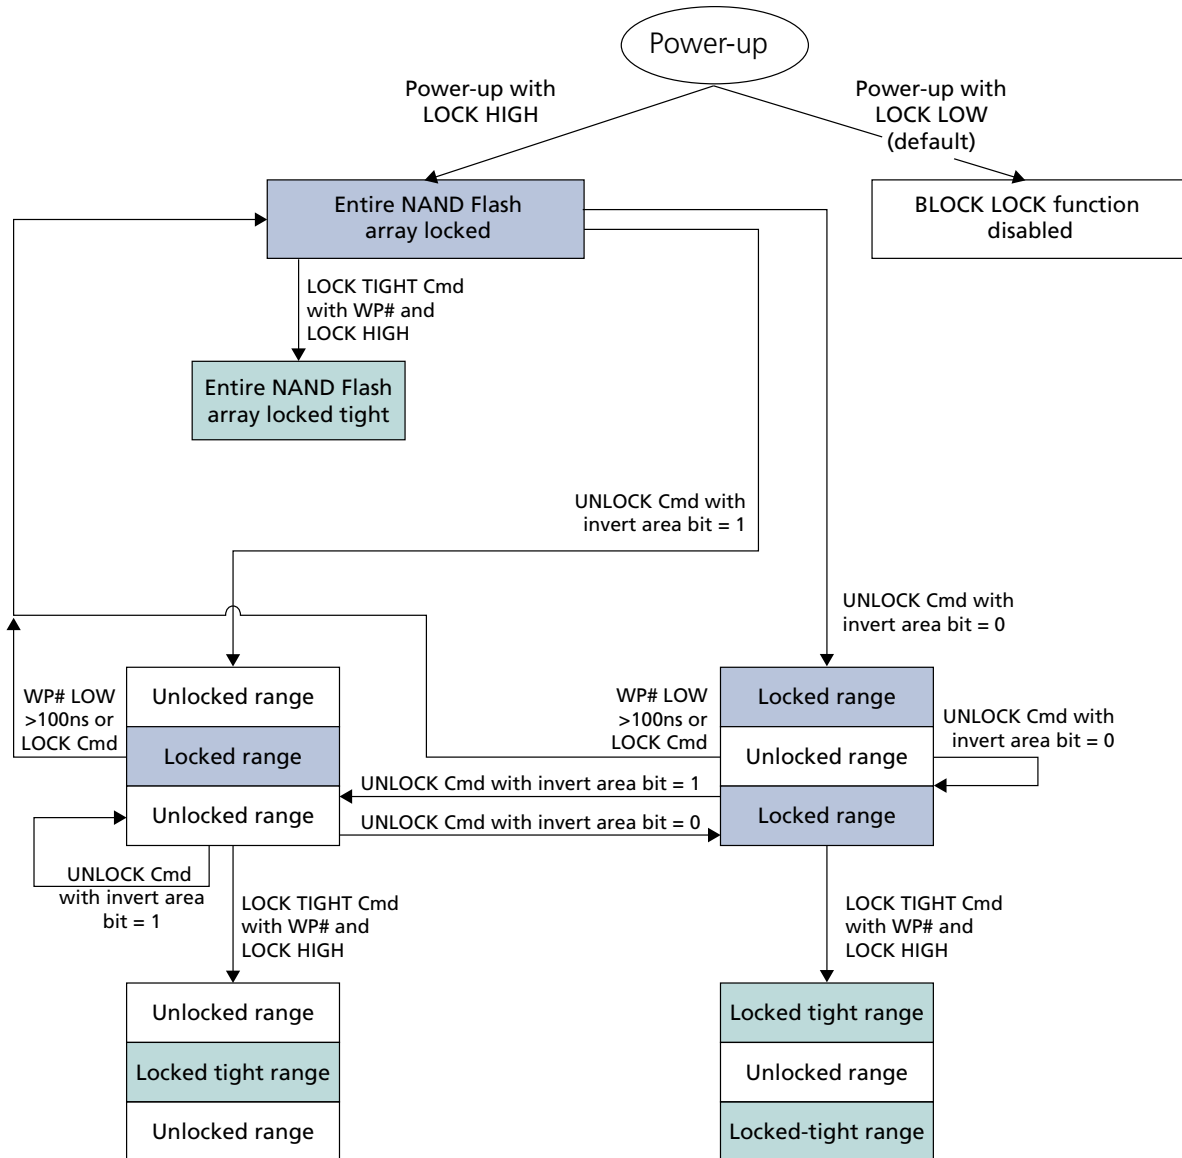 Power-up
Power-up with
LOCK HIGH
Power-up with
LOCK LOW
(default)
Entire NAND Flash
array locked
BLOCK LOCK function
disabled
LOCK TIGHT Cmd
with WP# and
LOCK HIGH
Entire NAND Flash
array locked tight
UNLOCK Cmd with
invert area bit = 1
UNLOCK Cmd with
invert area bit = 0
WP# LOW
>100ns or
LOCK Cmd
Unlocked range
Locked range
Unlocked range
WP# LOW
>100ns or
LOCK Cmd
Locked range
Unlocked range
Locked range
UNLOCK Cmd with
invert area bit = 0
UNLOCK Cmd with invert area bit = 1
UNLOCK Cmd with invert area bit = 0
UNLOCK Cmd
with invert area
bit = 1
LOCK TIGHT Cmd
with WP# and
LOCK HIGH
LOCK TIGHT Cmd
with WP# and
LOCK HIGH
Unlocked range
Locked tight range
Unlocked range
Locked tight range
Unlocked range
Locked-tight range